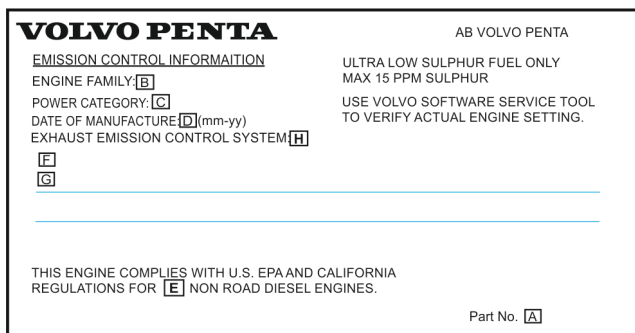 VOLVO PENTA
AB VOLVO PENTA
EMISSION CONTROL INFORMAITION
ENGINE FAMILY: B
POWER CATEGORY: C
DATE OF MANUFACTURE: D (mm-yy)
EXHAUST EMISSION CONTROL SYSTEM: H
F
G
ULTRA LOW SULPHUR FUEL ONLY
MAX 15 PPM SULPHUR
USE VOLVO SOFTWARE SERVICE TOOL
TO VERIFY ACTUAL ENGINE SETTING.
THIS ENGINE COMPLIES WITH U.S. EPA AND CALIFORNIA
REGULATIONS FOR E NON ROAD DIESEL ENGINES.
Part No. A